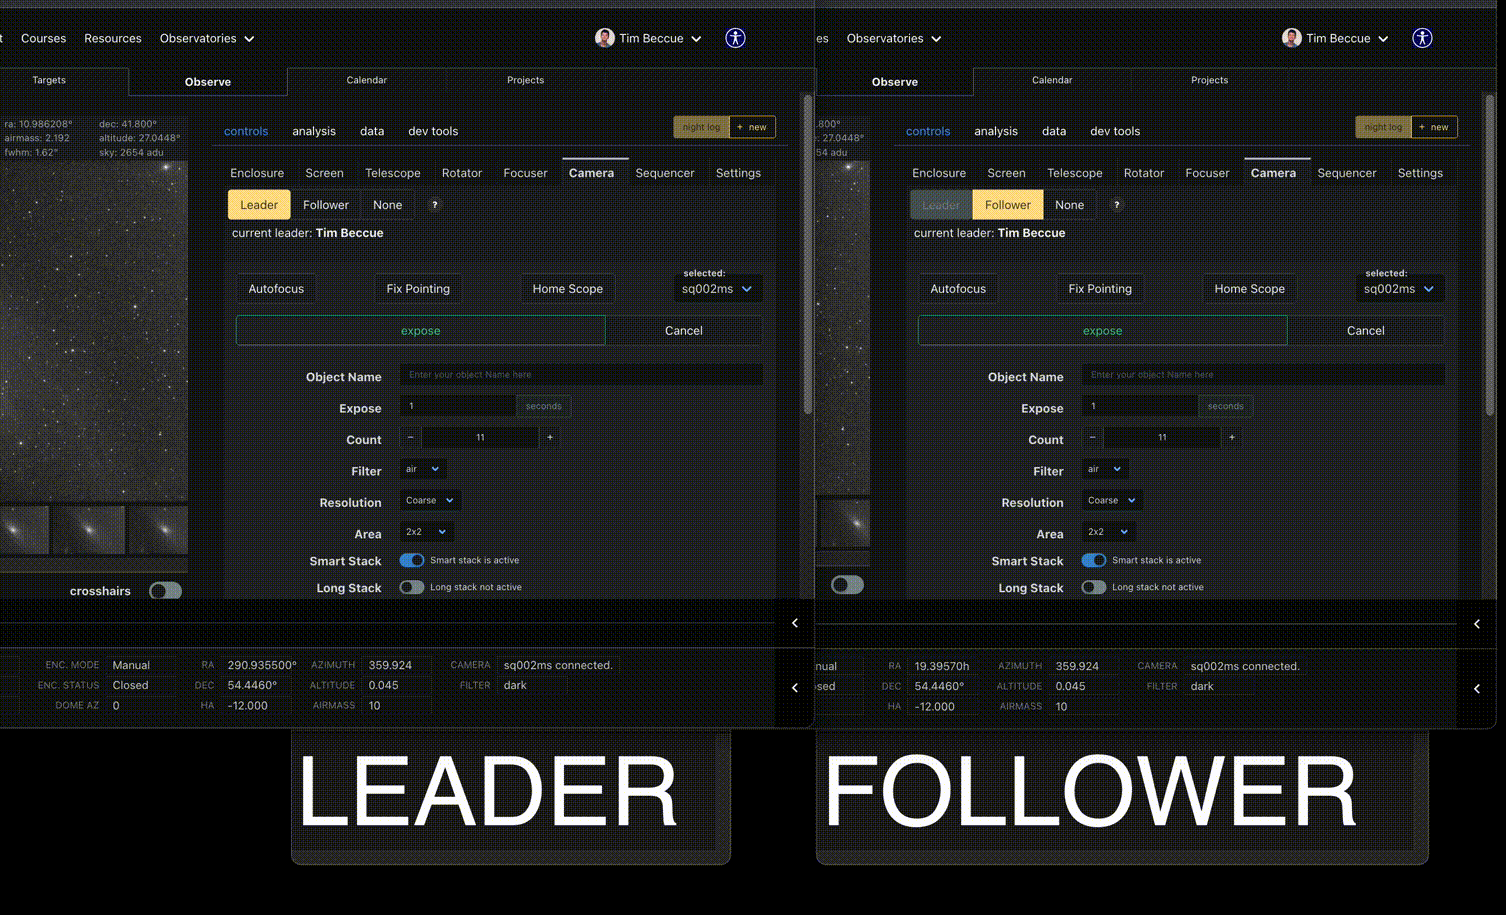 t Courses Resources Observatories Tim Beccue
Targets Observe Calendar Projects
ra: 10.986208° dec: 41.800°
airmass: 2.192 altitude: 27.0448°
fwhm: 1.62" sky: 2654 adu
controls analysis data dev tools night log + new
Enclosure Screen Telescope Rotator Focuser Camera Sequencer Settings
Leader Follower None ?
current leader: Tim Beccue
selected:
Autofocus Fix Pointing Home Scope sq002ms
expose Cancel
Object Name Enter your object Name here
Expose 1 seconds
Count − 11 +
Filter air
Resolution Coarse
Area 2x2
Smart Stack Smart stack is active
Long Stack Long stack not active
crosshairs
ENC. MODE Manual RA 290.935500° AZIMUTH 359.924 CAMERA sq002ms connected.
ENC. STATUS Closed DEC 54.4460° ALTITUDE 0.045 FILTER dark
DOME AZ 0 HA -12.000 AIRMASS 10
LEADER
es Observatories Tim Beccue
Observe Calendar Projects
.800°
: 27.0448°
54 adu
controls analysis data dev tools night log + new
Enclosure Screen Telescope Rotator Focuser Camera Sequencer Settings
Leader Follower None ?
current leader: Tim Beccue
selected:
Autofocus Fix Pointing Home Scope sq002ms
expose Cancel
Object Name Enter your object Name here
Expose 1 seconds
Count − 11 +
Filter air
Resolution Coarse
Area 2x2
Smart Stack Smart stack is active
Long Stack Long stack not active
nual RA 19.39570h AZIMUTH 359.924 CAMERA sq002ms connected.
sed DEC 54.4460° ALTITUDE 0.045 FILTER dark
HA -12.000 AIRMASS 10
FOLLOWER